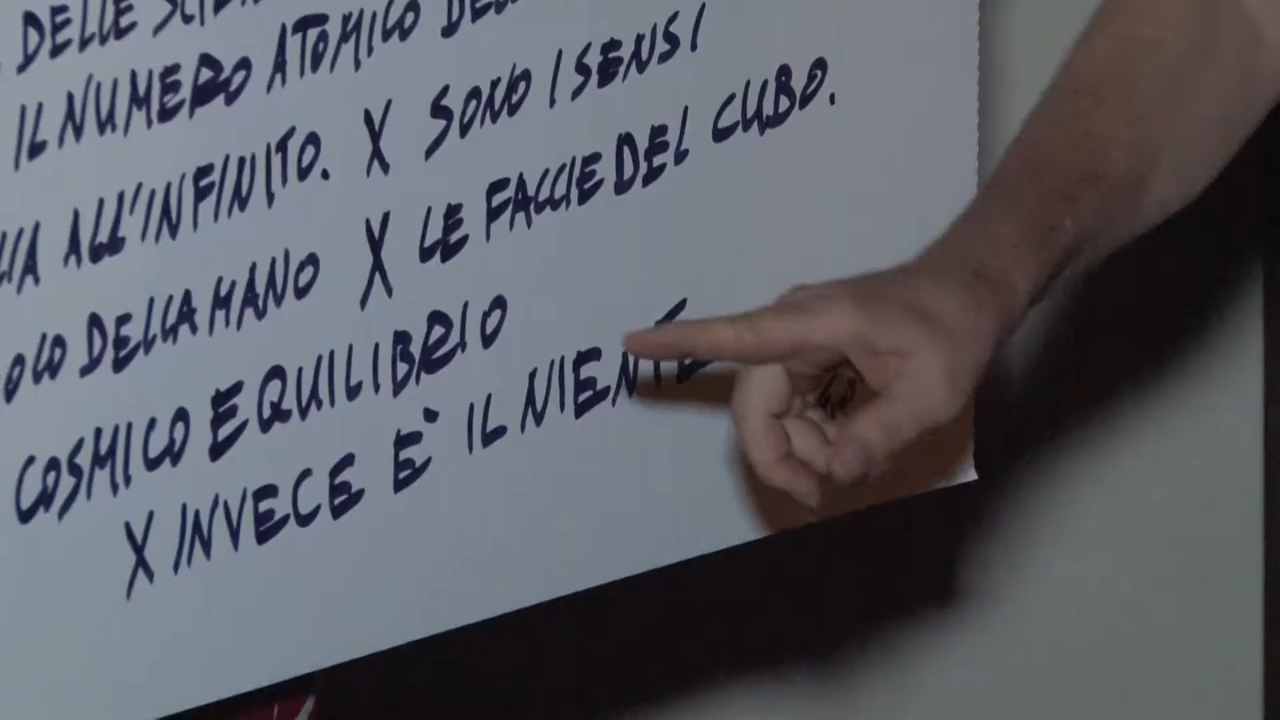 DELLE
IL NUMERO ATOMICO
ALL'INFINITO. X SONO I SENSI
DELLA MANO X LE FACCIE DEL CUBO.
COSMICO EQUILIBRIO
X INVECE È IL NIENTE